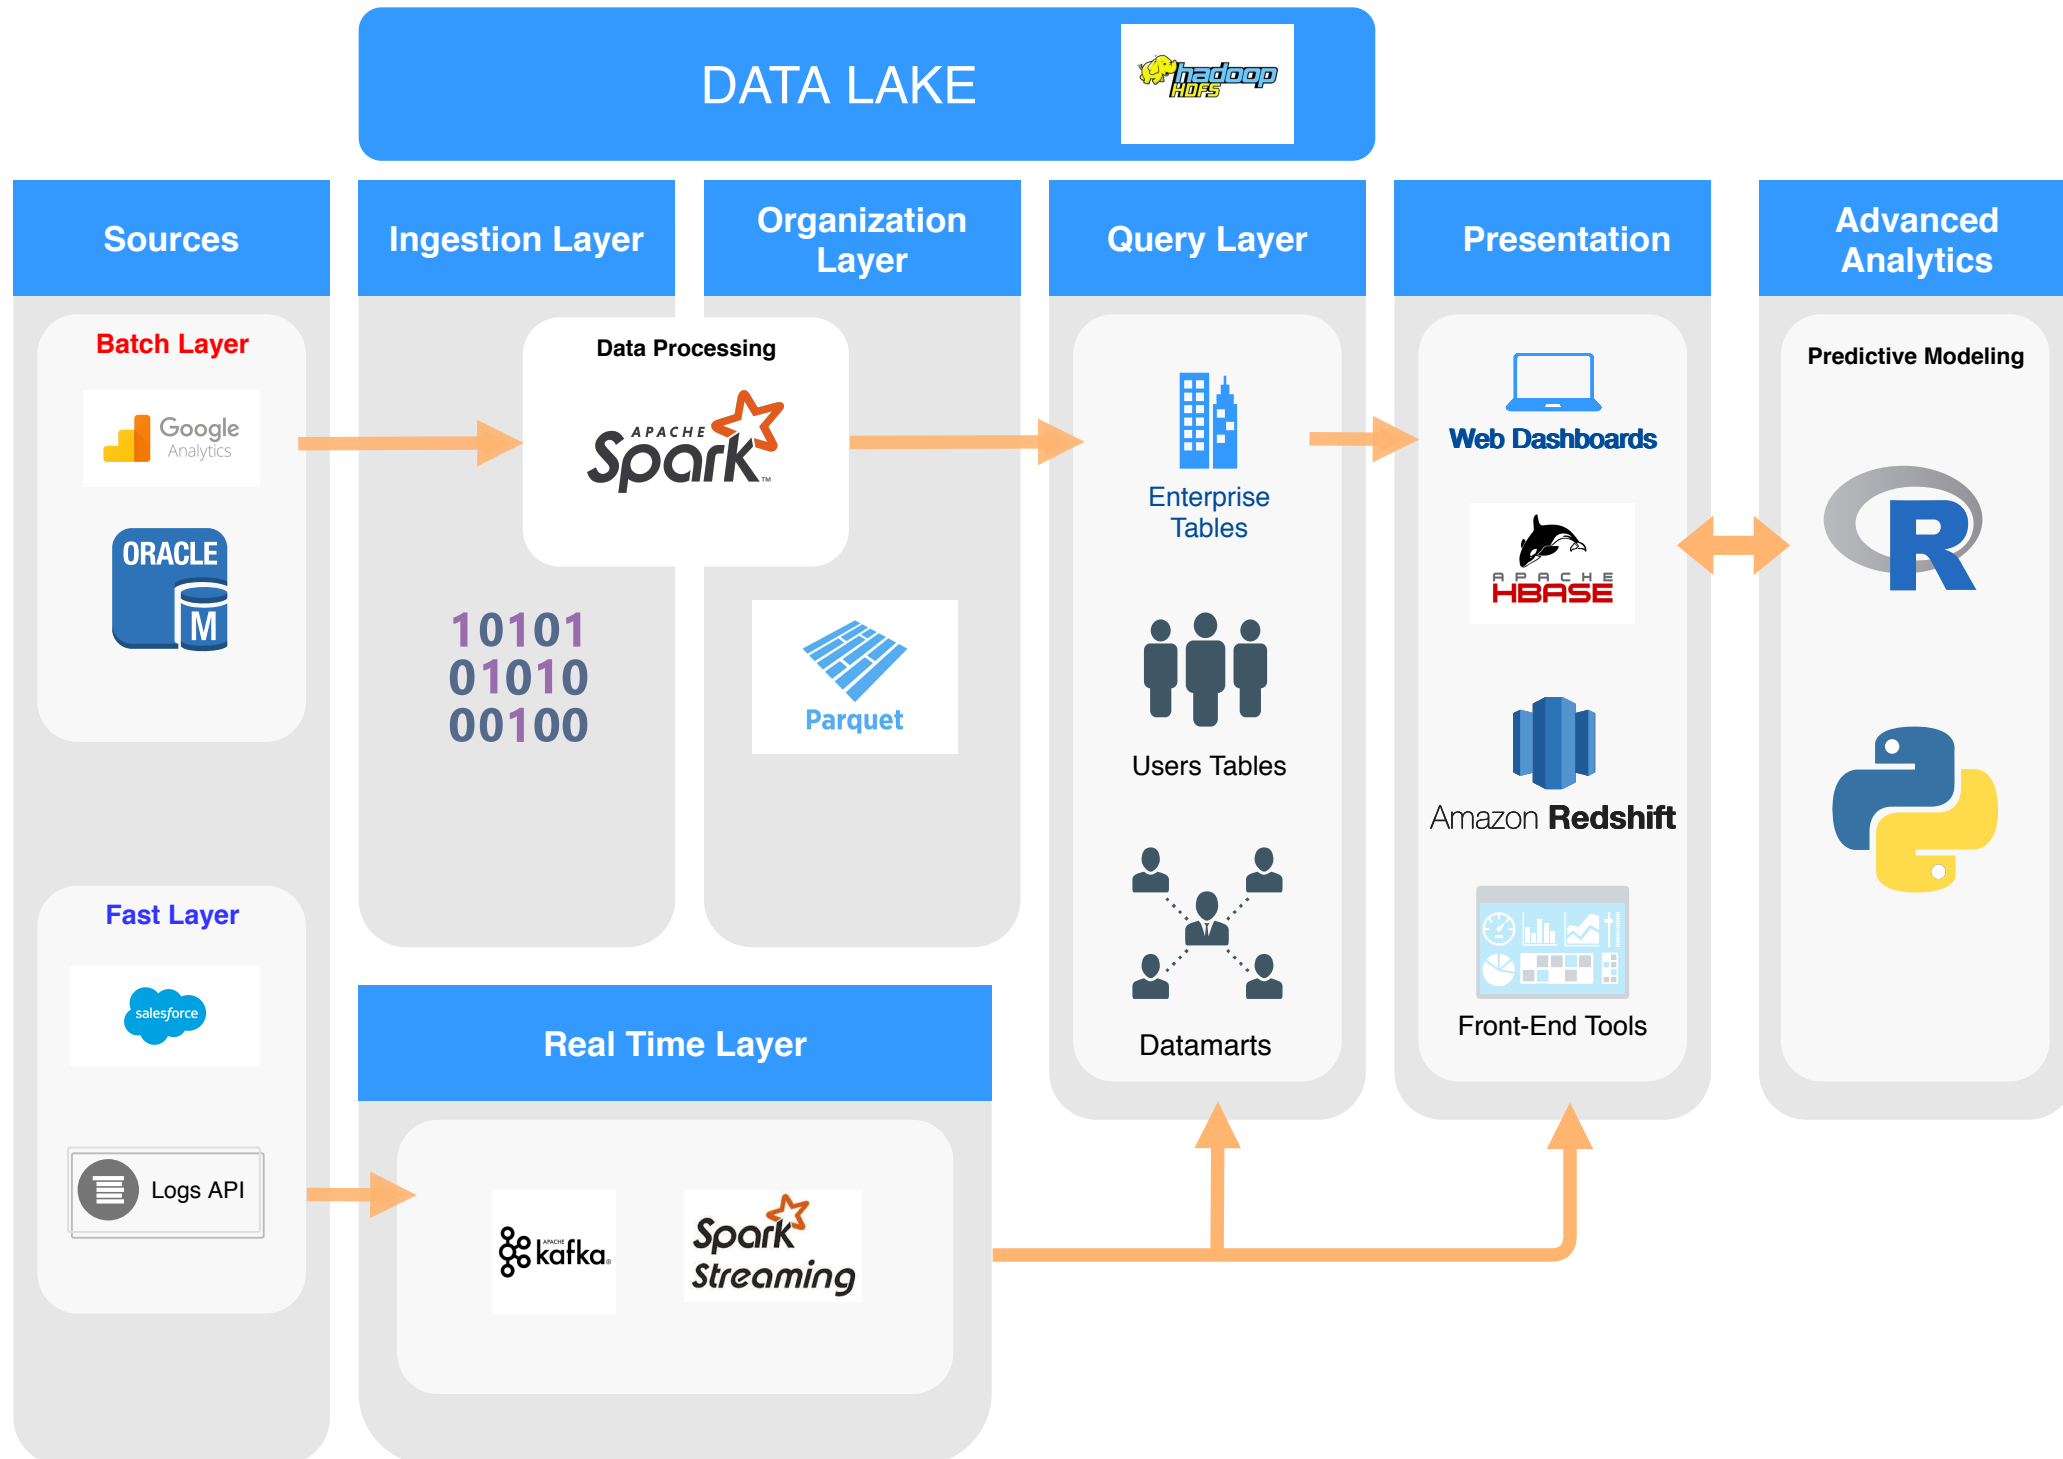 DATA LAKE
hadoop
HDFS
Sources
Ingestion Layer
Organization
Layer
Query Layer
Presentation
Advanced
Analytics
Batch Layer
Google
Analytics
ORACLE
M
Data Processing
APACHE
Spark
TM
10101
01010
00100
Parquet
Enterprise
Tables
Users Tables
Datamarts
Web Dashboards
APACHE
HBASE
Amazon Redshift
Front-End Tools
Predictive Modeling
R
Fast Layer
salesforce
Logs API
Real Time Layer
APACHE
kafka®
Spark
Streaming